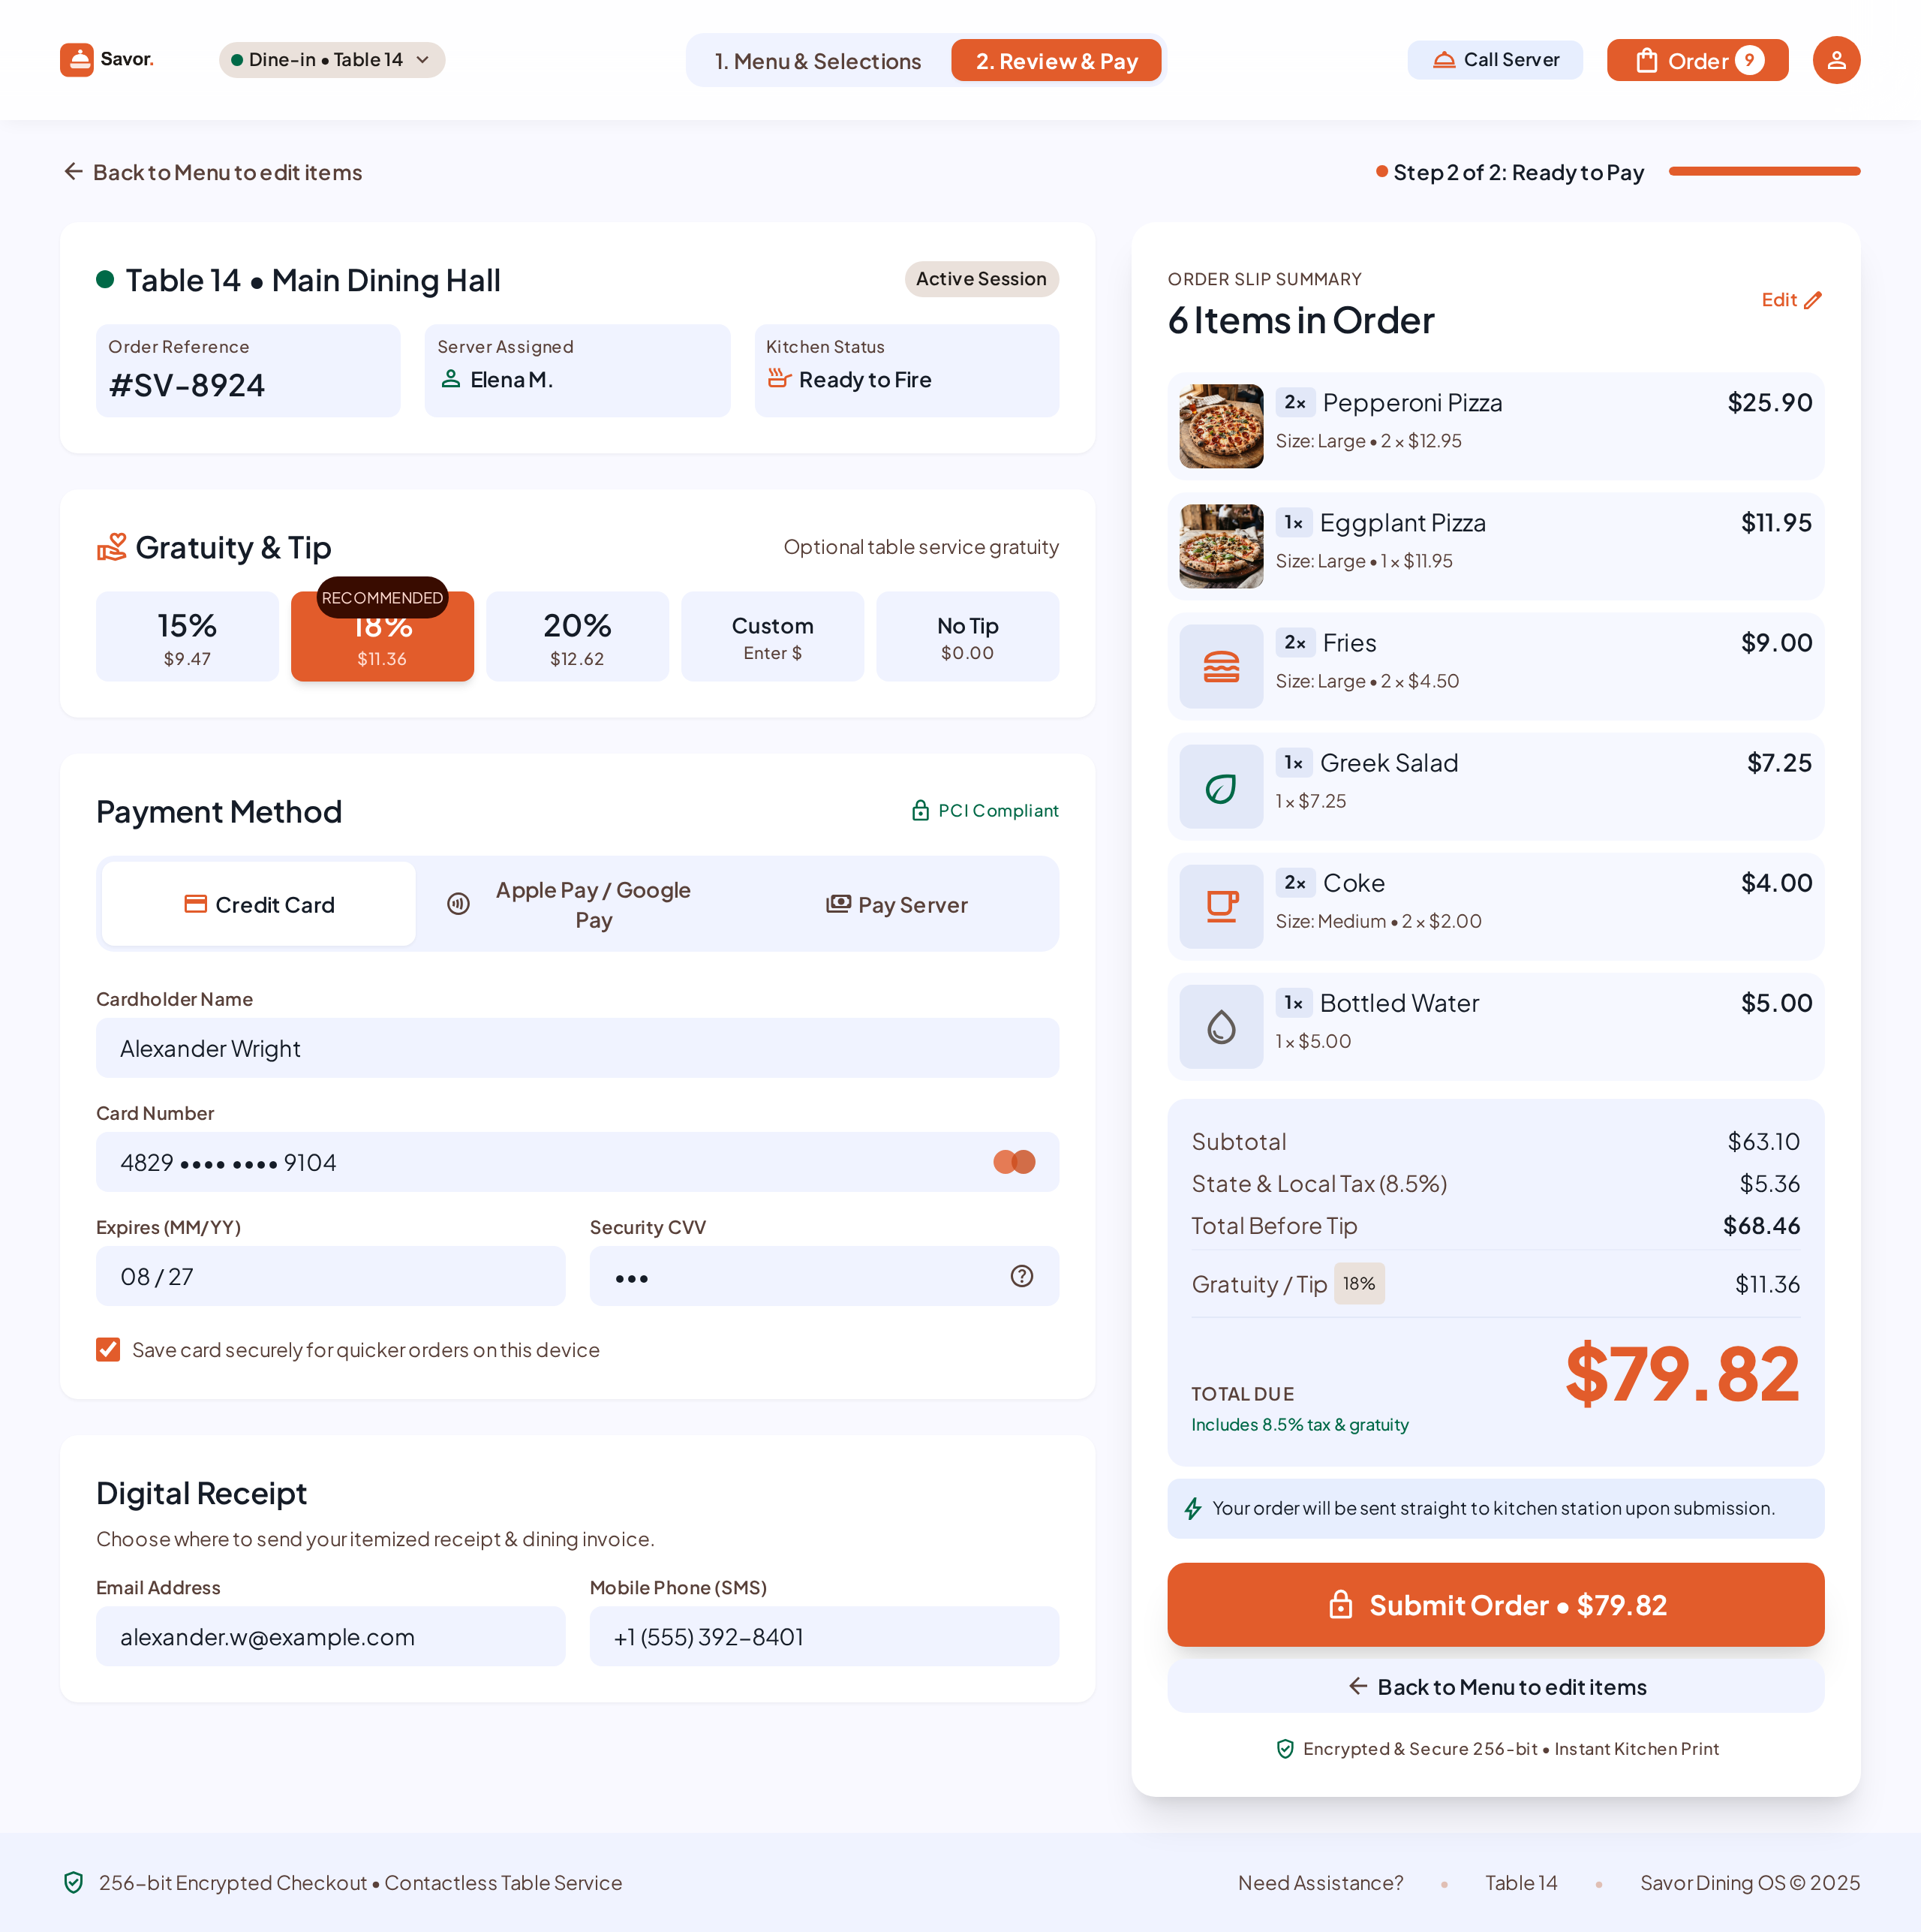 Savor.
Dine-in • Table 14
1. Menu & Selections
2. Review & Pay
Call Server
Order 9
Back to Menu to edit items
Step 2 of 2: Ready to Pay
Table 14 • Main Dining Hall
Active Session
Order Reference
#SV-8924
Server Assigned
Elena M.
Kitchen Status
Ready to Fire
Gratuity & Tip
Optional table service gratuity
15%
$9.47
RECOMMENDED
18%
$11.36
20%
$12.62
Custom
Enter $
No Tip
$0.00
Payment Method
PCI Compliant
Credit Card
Apple Pay / Google
Pay
Pay Server
Cardholder Name
Alexander Wright
Card Number
4829 •••• •••• 9104
Expires (MM/YY)
08 / 27
Security CVV
•••
Save card securely for quicker orders on this device
Digital Receipt
Choose where to send your itemized receipt & dining invoice.
Email Address
alexander.w@example.com
Mobile Phone (SMS)
+1 (555) 392-8401
ORDER SLIP SUMMARY
6 Items in Order
Edit
2× Pepperoni Pizza $25.90
Size: Large • 2 × $12.95
1× Eggplant Pizza $11.95
Size: Large • 1 × $11.95
2× Fries $9.00
Size: Large • 2 × $4.50
1× Greek Salad $7.25
1 × $7.25
2× Coke $4.00
Size: Medium • 2 × $2.00
1× Bottled Water $5.00
1 × $5.00
Subtotal $63.10
State & Local Tax (8.5%) $5.36
Total Before Tip $68.46
Gratuity / Tip 18% $11.36
TOTAL DUE $79.82
Includes 8.5% tax & gratuity
Your order will be sent straight to kitchen station upon submission.
Submit Order • $79.82
Back to Menu to edit items
Encrypted & Secure 256-bit • Instant Kitchen Print
256-bit Encrypted Checkout • Contactless Table Service
Need Assistance? • Table 14 • Savor Dining OS © 2025